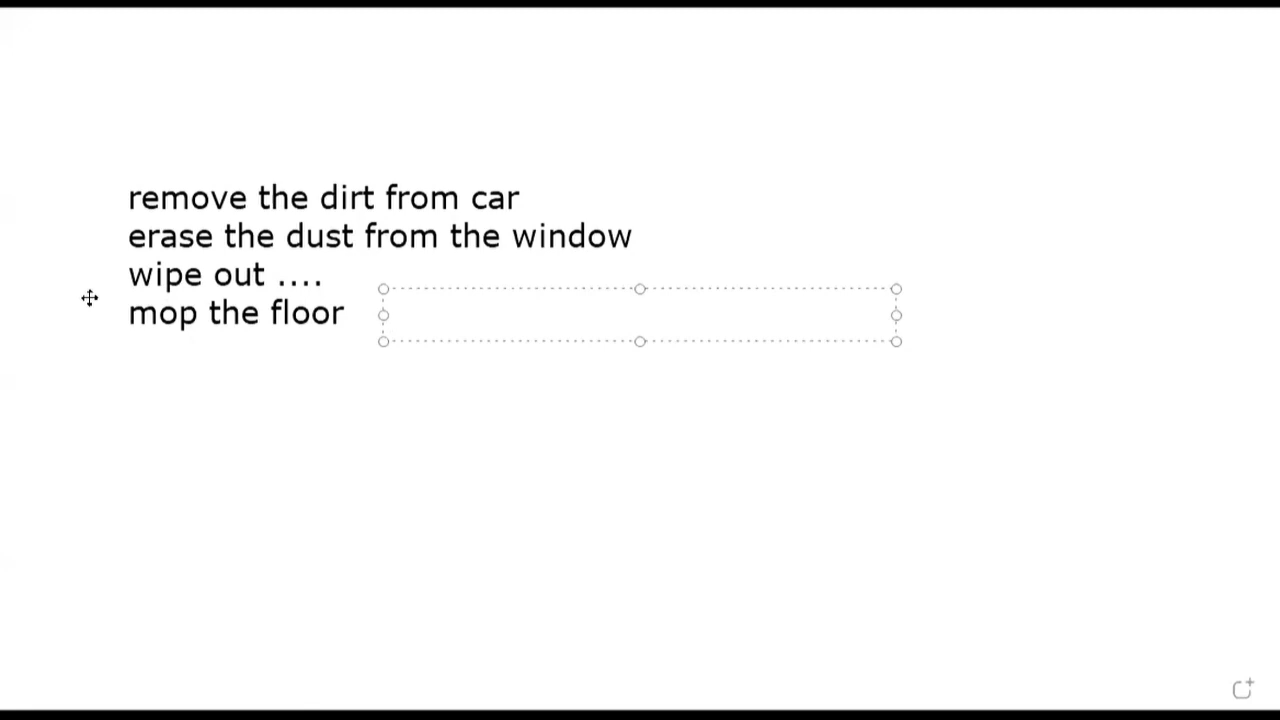 remove the dirt from car
erase the dust from the window
wipe out ....
mop the floor